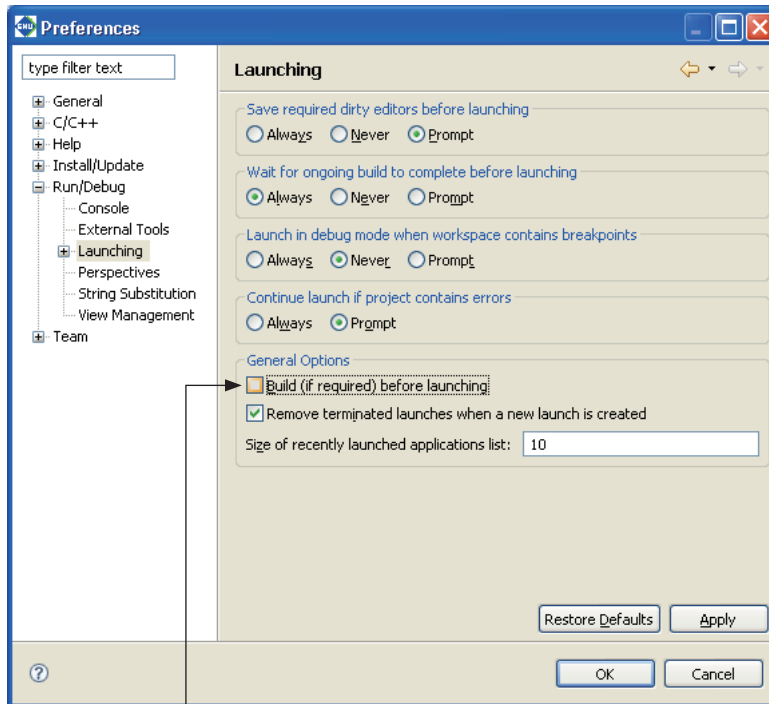 GNU Preferences
type filter text
General
C/C++
Help
Install/Update
Run/Debug
Console
External Tools
Launching
Perspectives
String Substitution
View Management
Team
Launching
Save required dirty editors before launching
Always Never Prompt
Wait for ongoing build to complete before launching
Always Never Prompt
Launch in debug mode when workspace contains breakpoints
Always Never Prompt
Continue launch if project contains errors
Always Prompt
General Options
Build (if required) before launching
Remove terminated launches when a new launch is created
Size of recently launched applications list: 10
Restore Defaults Apply
? OK Cancel